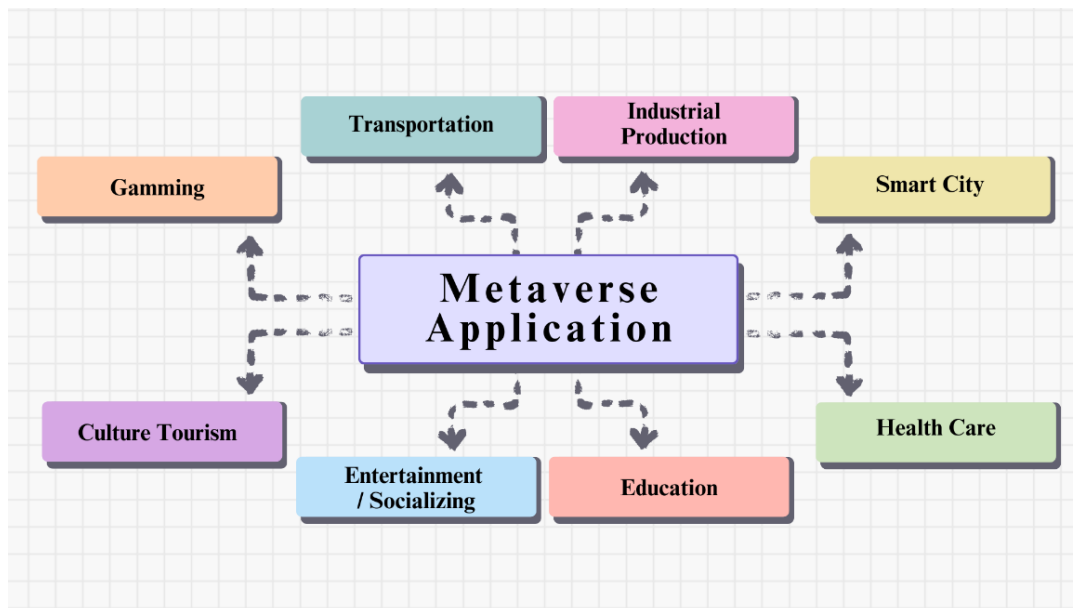 Transportation
Industrial
Production
Gamming
Smart City
Metaverse
Application
Culture Tourism
Health Care
Entertainment
/ Socializing
Education